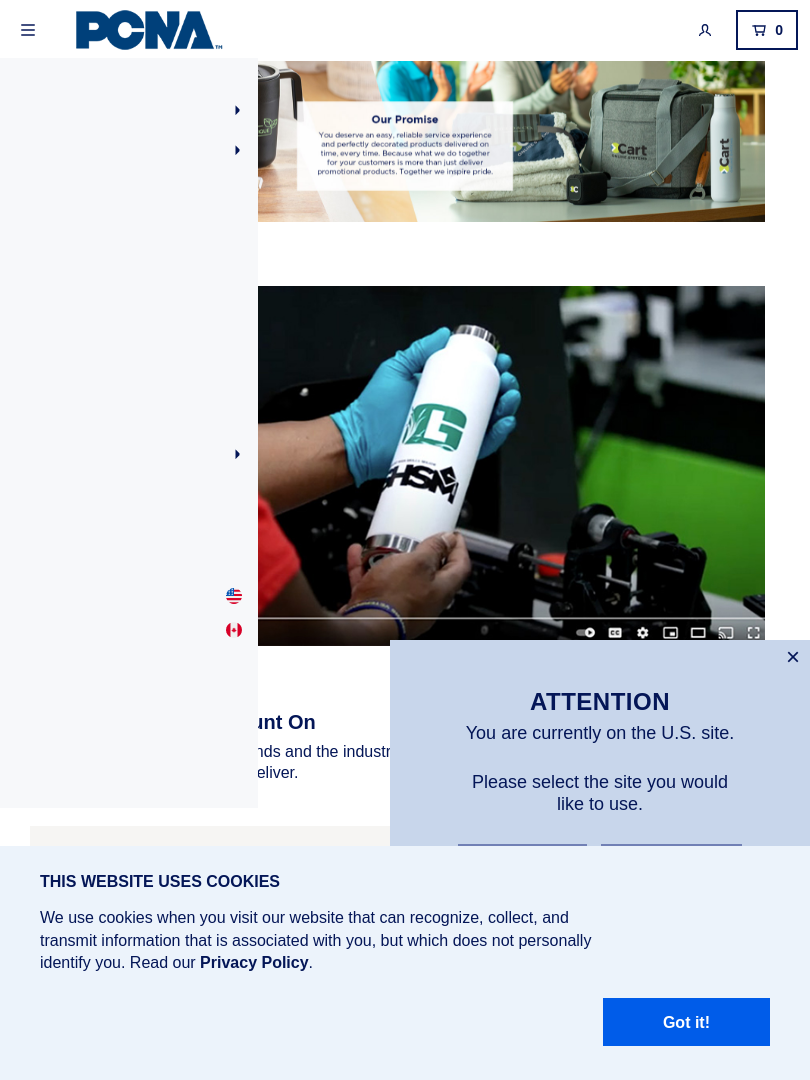 PCNA™
0
Our Promise
You deserve an easy, reliable service experience
and perfectly decorated products delivered on
time, every time. Because what we do together
for your customers is more than just deliver
promotional products. Together we inspire pride.
Cart
Cart
G
GHSM
CC
unt On
nds and the industr
eliver.
ATTENTION
You are currently on the U.S. site.
Please select the site you would
like to use.
THIS WEBSITE USES COOKIES
We use cookies when you visit our website that can recognize, collect, and
transmit information that is associated with you, but which does not personally
identify you. Read our Privacy Policy.
Got it!